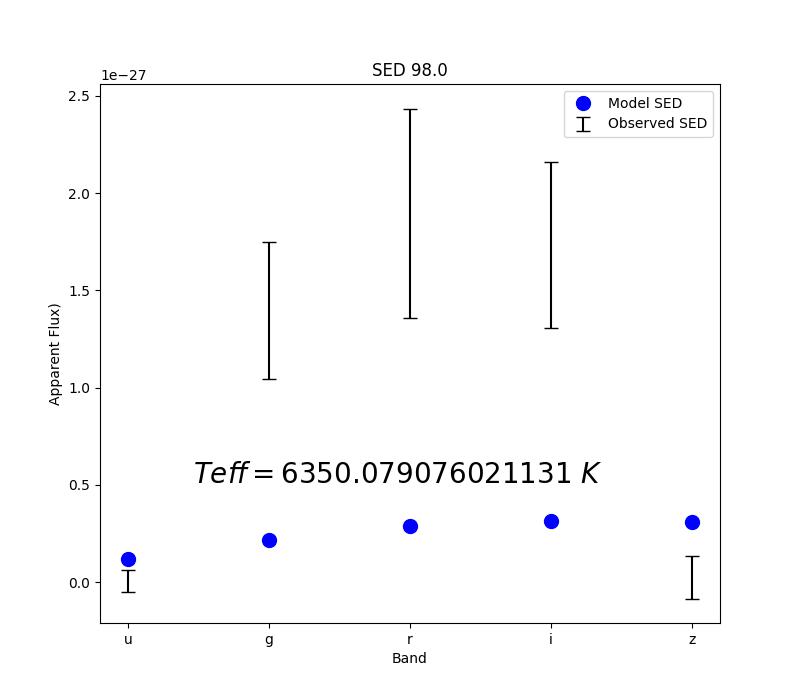 SED 98.0
1e−27
2.5
2.0
1.5
1.0
0.5
0.0
Apparent Flux)
Model SED
Observed SED
Teff = 6350.079076021131 K
u g r i z
Band